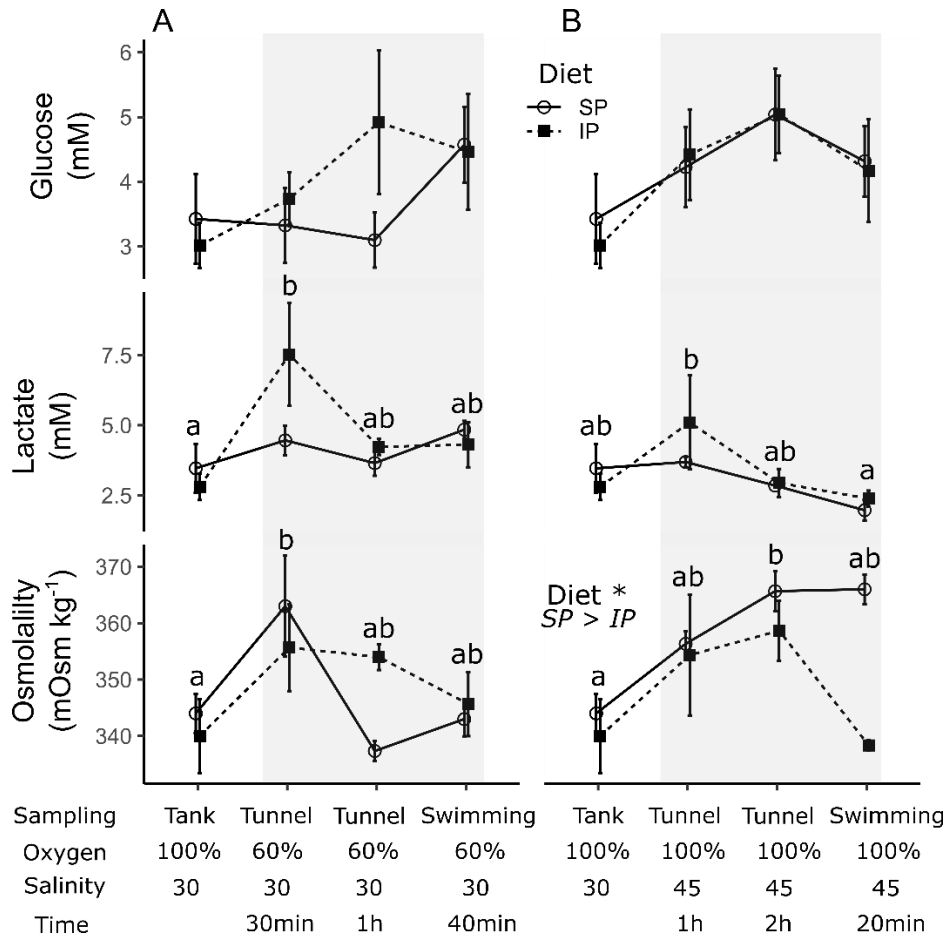 A B
6
5
4
3
Glucose
(mM)
Diet
SP
IP
7.5
5.0
2.5
Lactate
(mM)
a b ab ab
ab b ab a
370
360
350
340
Osmolalility
(mOsm kg⁻¹)
a b ab ab
Diet *
SP > IP
a ab b ab
Sampling Tank Tunnel Tunnel Swimming Tank Tunnel Tunnel Swimming
Oxygen 100% 60% 60% 60% 100% 100% 100% 100%
Salinity 30 30 30 30 30 45 45 45
Time 30min 1h 40min 1h 2h 20min